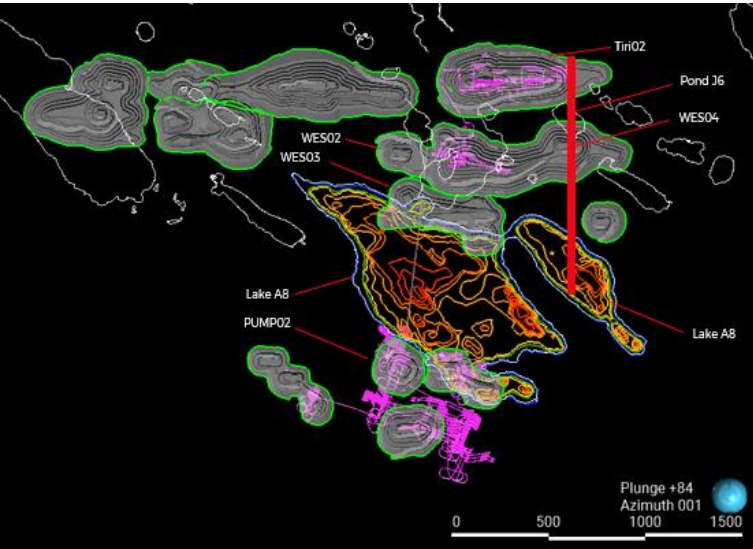 Tiri02
Pond J6
WES04
WES02
WES03
Lake A8
PUMP02
Lake A8
Plunge +84
Azimuth 001
0 500 1000 1500